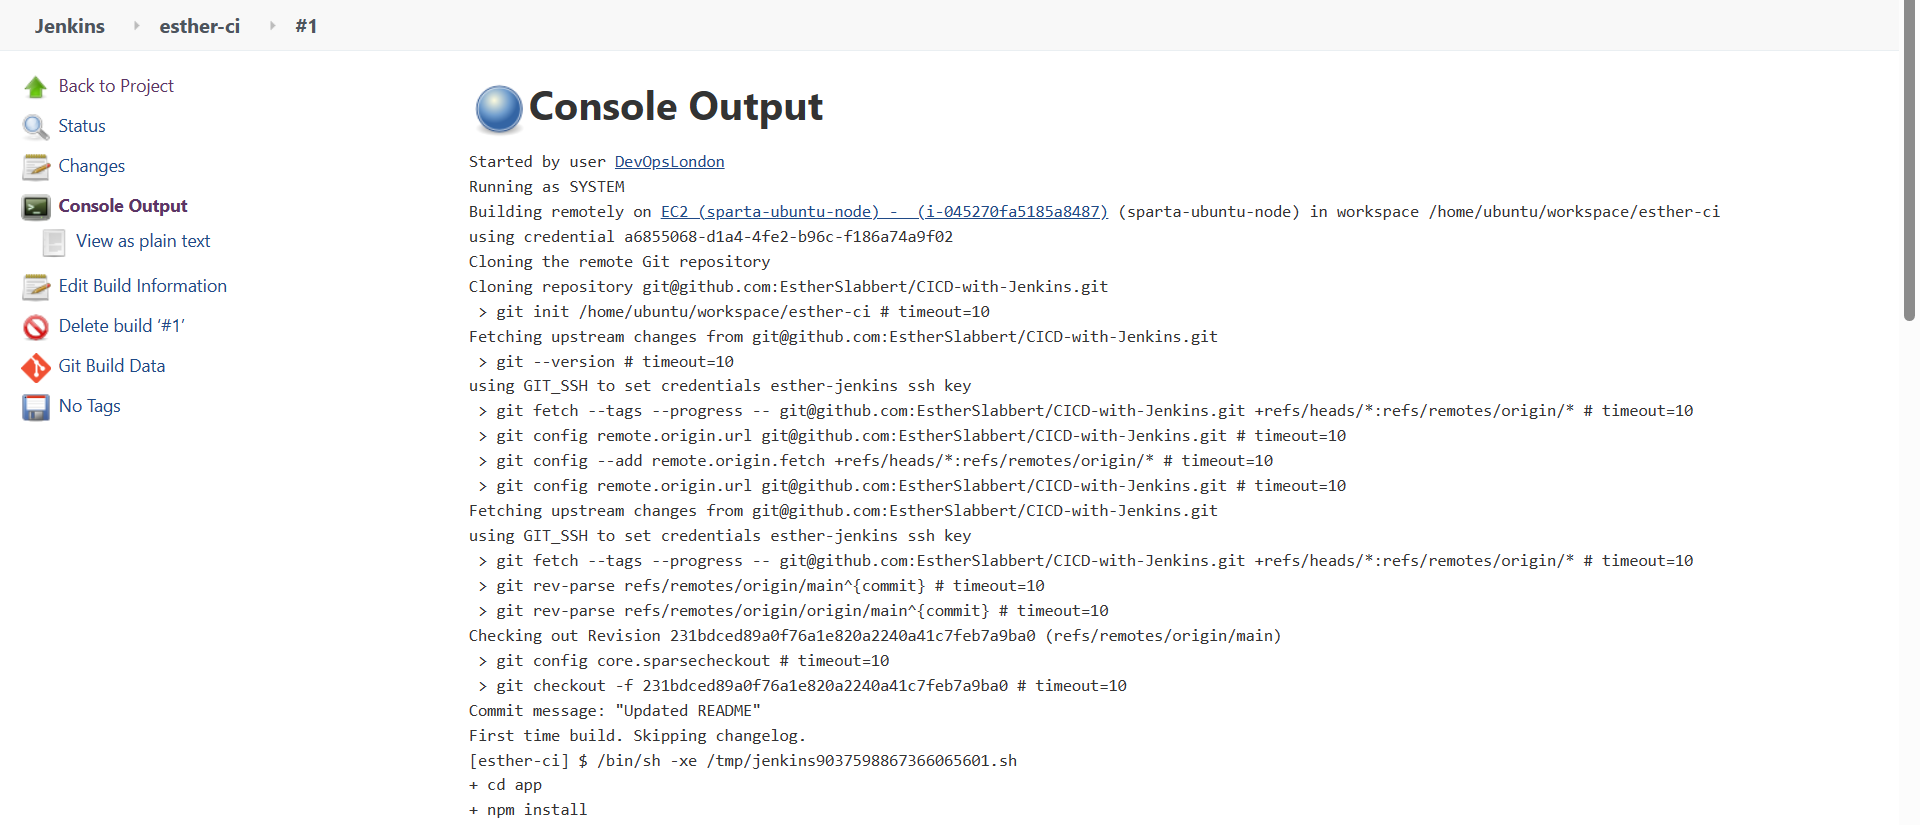 Jenkins esther-ci #1
Back to Project
Status
Changes
Console Output
View as plain text
Edit Build Information
Delete build ‘#1’
Git Build Data
No Tags
Console Output
Started by user DevOpsLondon
Running as SYSTEM
Building remotely on EC2 (sparta-ubuntu-node) -  (i-045270fa5185a8487) (sparta-ubuntu-node) in workspace /home/ubuntu/workspace/esther-ci
using credential a6855068-d1a4-4fe2-b96c-f186a74a9f02
Cloning the remote Git repository
Cloning repository git@github.com:EstherSlabbert/CICD-with-Jenkins.git
 > git init /home/ubuntu/workspace/esther-ci # timeout=10
Fetching upstream changes from git@github.com:EstherSlabbert/CICD-with-Jenkins.git
 > git --version # timeout=10
using GIT_SSH to set credentials esther-jenkins ssh key
 > git fetch --tags --progress -- git@github.com:EstherSlabbert/CICD-with-Jenkins.git +refs/heads/*:refs/remotes/origin/* # timeout=10
 > git config remote.origin.url git@github.com:EstherSlabbert/CICD-with-Jenkins.git # timeout=10
 > git config --add remote.origin.fetch +refs/heads/*:refs/remotes/origin/* # timeout=10
 > git config remote.origin.url git@github.com:EstherSlabbert/CICD-with-Jenkins.git # timeout=10
Fetching upstream changes from git@github.com:EstherSlabbert/CICD-with-Jenkins.git
using GIT_SSH to set credentials esther-jenkins ssh key
 > git fetch --tags --progress -- git@github.com:EstherSlabbert/CICD-with-Jenkins.git +refs/heads/*:refs/remotes/origin/* # timeout=10
 > git rev-parse refs/remotes/origin/main^{commit} # timeout=10
 > git rev-parse refs/remotes/origin/origin/main^{commit} # timeout=10
Checking out Revision 231bdced89a0f76a1e820a2240a41c7feb7a9ba0 (refs/remotes/origin/main)
 > git config core.sparsecheckout # timeout=10
 > git checkout -f 231bdced89a0f76a1e820a2240a41c7feb7a9ba0 # timeout=10
Commit message: "Updated README"
First time build. Skipping changelog.
[esther-ci] $ /bin/sh -xe /tmp/jenkins9037598867366065601.sh
+ cd app
+ npm install